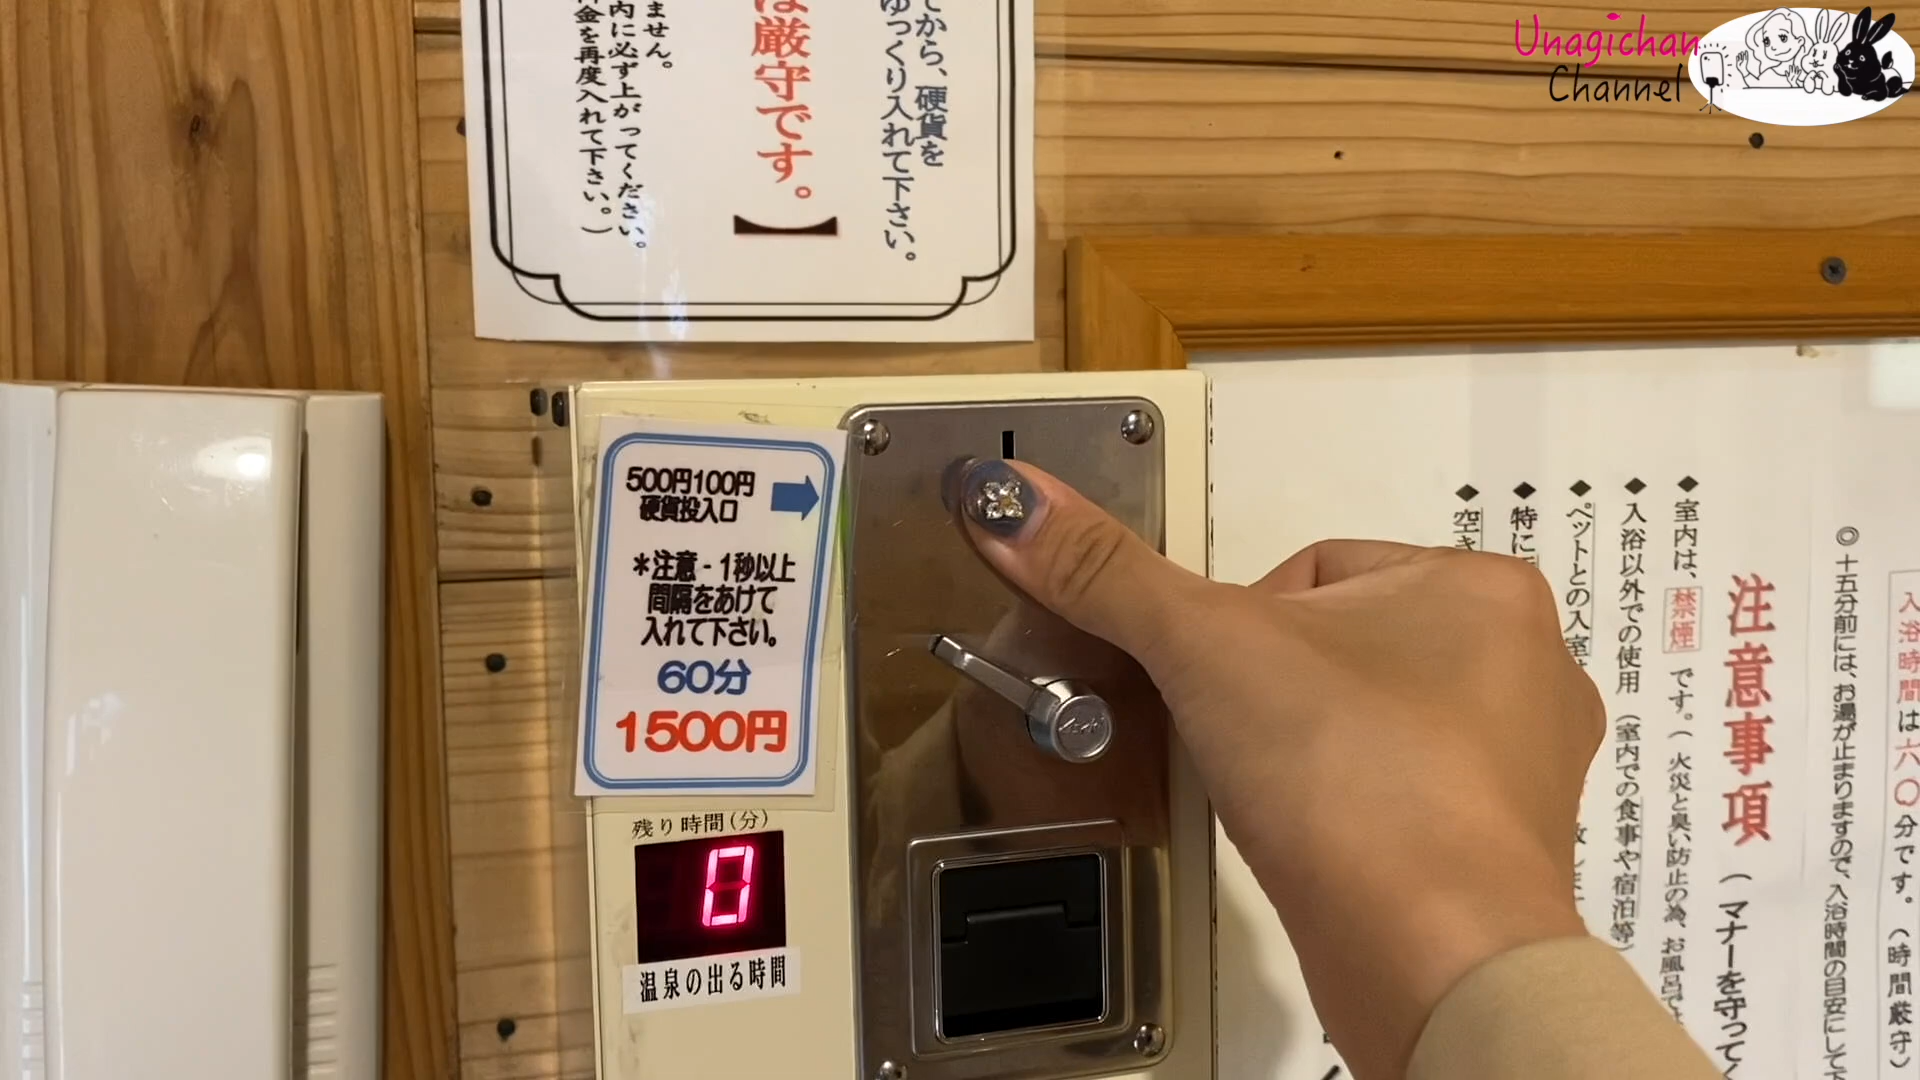 Unagichan
Channel
てから、硬貨を
ゆっくり入れて下さい。
は厳守です。
】
ません。
内に必ず上がってください。
料金を再度入れて下さい。）
500円100円
硬貨投入口
*注意-1秒以上
間隔をあけて
入れて下さい。
60分
1500円
残り時間(分)
0
温泉の出る時間
入浴時間は六〇分です。（時間厳守）
◎十五分前には、お湯が止まりますので、入浴時間の目安にして下
注意事項（マナーを守って
◆室内は、禁煙です。（火災と臭い防止の為、お風呂で
◆入浴以外での使用（室内での食事や宿泊等）
◆ペットとの入室
◆特に
◆空き